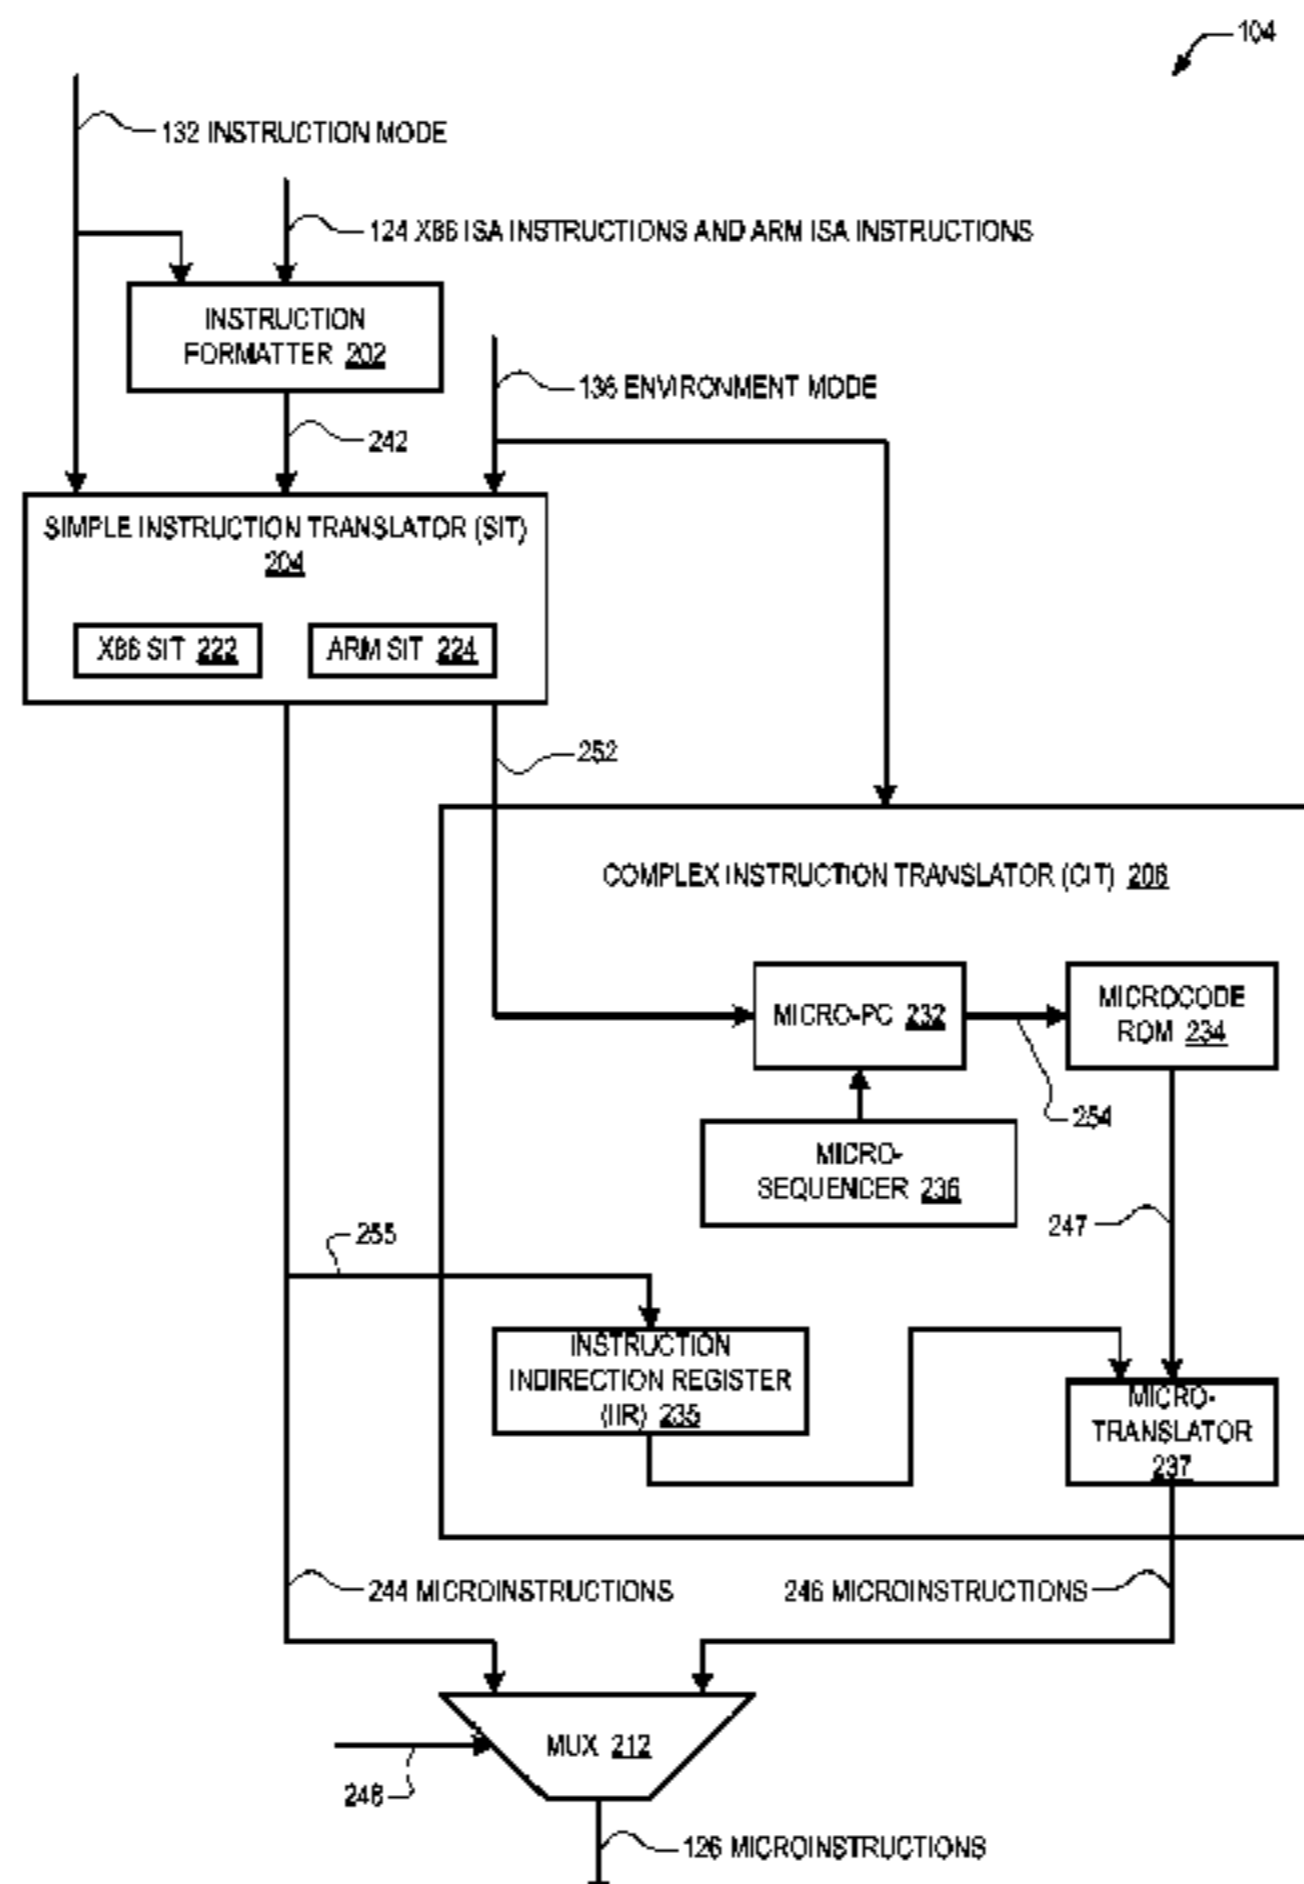 104
132 INSTRUCTION MODE
124 X86 ISA INSTRUCTIONS AND ARM ISA INSTRUCTIONS
INSTRUCTION
FORMATTER 202
136 ENVIRONMENT MODE
242
SIMPLE INSTRUCTION TRANSLATOR (SIT)
204
X86 SIT 222
ARM SIT 224
252
COMPLEX INSTRUCTION TRANSLATOR (CIT) 206
MICRO-PC 232
MICROCODE
ROM 234
254
MICRO-
SEQUENCER 236
247
255
INSTRUCTION
INDIRECTION REGISTER
(IIR) 235
MICRO-
TRANSLATOR
237
244 MICROINSTRUCTIONS
246 MICROINSTRUCTIONS
MUX 212
248
126 MICROINSTRUCTIONS